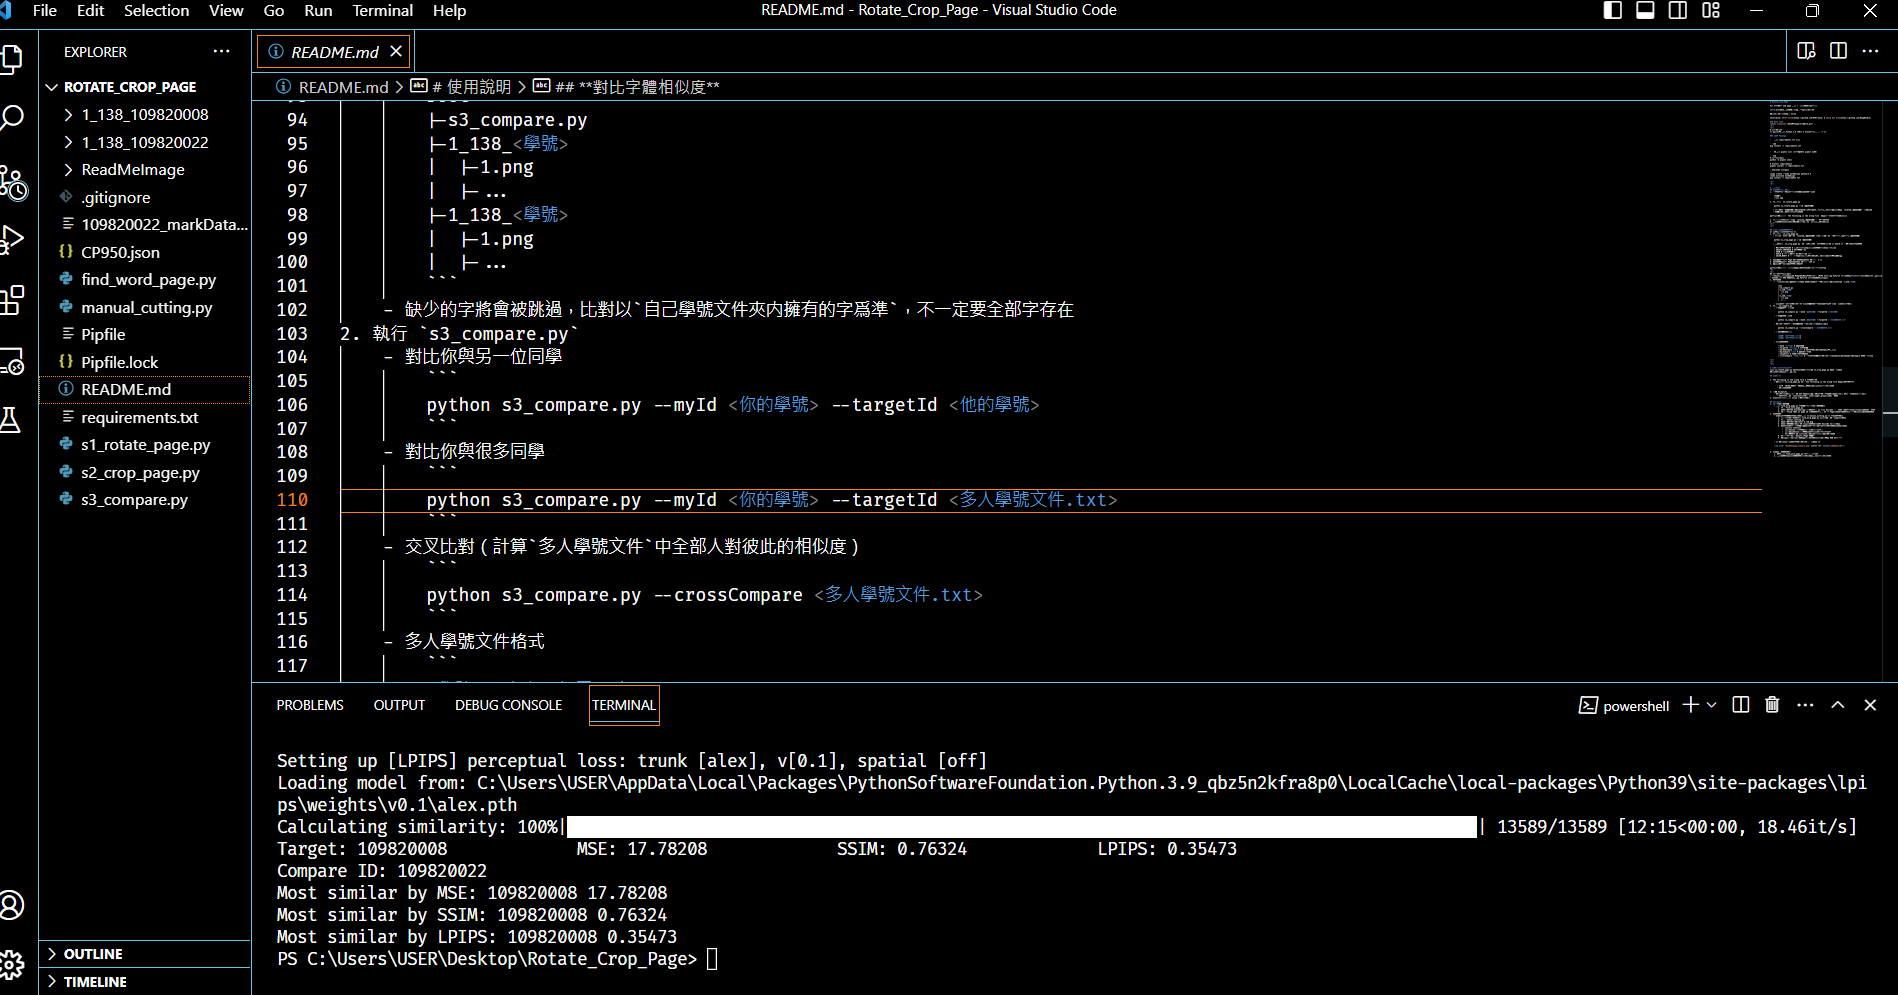 File Edit Selection View Go Run Terminal Help
README.md - Rotate_Crop_Page - Visual Studio Code
EXPLORER
ROTATE_CROP_PAGE
1_138_109820008
1_138_109820022
ReadMeImage
.gitignore
109820022_markData...
CP950.json
find_word_page.py
manual_cutting.py
Pipfile
Pipfile.lock
README.md
requirements.txt
s1_rotate_page.py
s2_crop_page.py
s3_compare.py
OUTLINE
TIMELINE
README.md
README.md > # 使用說明 > ## **對比字體相似度**
94 ├─s3_compare.py
95 ├─1_138_<學號>
96 │ ├─1.png
97 │ ├─ ...
98 ├─1_138_<學號>
99 │ ├─1.png
100 │ ├─ ...
101 ```
102 - 缺少的字將會被跳過，比對以`自己學號文件夾内擁有的字爲準`，不一定要全部字存在
103 2. 執行 `s3_compare.py`
104 - 對比你與另一位同學
105 ```
106 python s3_compare.py --myId <你的學號> --targetId <他的學號>
107 ```
108 - 對比你與很多同學
109 ```
110 python s3_compare.py --myId <你的學號> --targetId <多人學號文件.txt>
111 ```
112 - 交叉比對（計算`多人學號文件`中全部人對彼此的相似度）
113 ```
114 python s3_compare.py --crossCompare <多人學號文件.txt>
115 ```
116 - 多人學號文件格式
117 ```
PROBLEMS OUTPUT DEBUG CONSOLE TERMINAL
powershell
Setting up [LPIPS] perceptual loss: trunk [alex], v[0.1], spatial [off]
Loading model from: C:\Users\USER\AppData\Local\Packages\PythonSoftwareFoundation.Python.3.9_qbz5n2kfra8p0\LocalCache\local-packages\Python39\site-packages\lpi
ps\weights\v0.1\alex.pth
Calculating similarity: 100%| | 13589/13589 [12:15<00:00, 18.46it/s]
Target: 109820008 MSE: 17.78208 SSIM: 0.76324 LPIPS: 0.35473
Compare ID: 109820022
Most similar by MSE: 109820008 17.78208
Most similar by SSIM: 109820008 0.76324
Most similar by LPIPS: 109820008 0.35473
PS C:\Users\USER\Desktop\Rotate_Crop_Page>